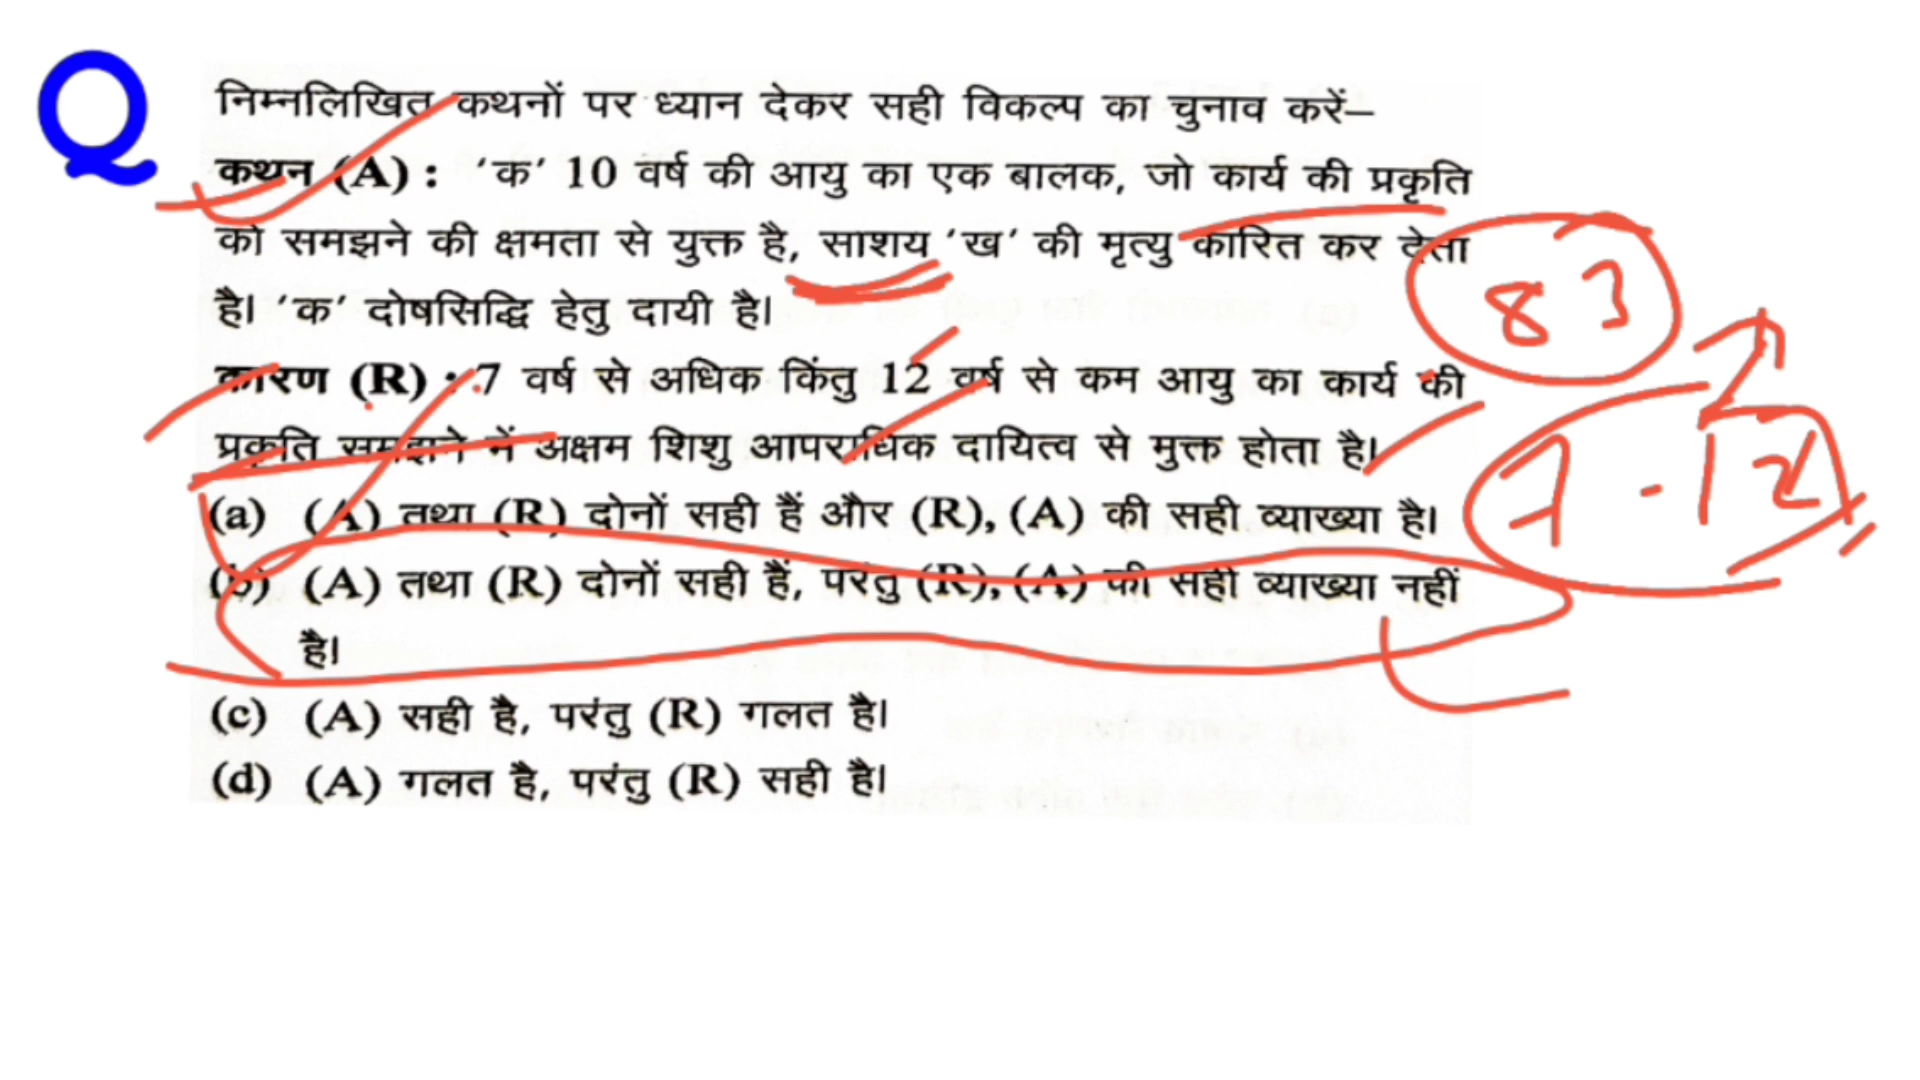 Q
निम्नलिखित कथनों पर ध्यान देकर सही विकल्प का चुनाव करें–
कथन (A) : 'क' 10 वर्ष की आयु का एक बालक, जो कार्य की प्रकृति
को समझने की क्षमता से युक्त है, साशय 'ख' की मृत्यु कारित कर देता
है। 'क' दोषसिद्धि हेतु दायी है।
83
कारण (R) : 7 वर्ष से अधिक किंतु 12 वर्ष से कम आयु का कार्य की
प्रकृति समझने में अक्षम शिशु आपराधिक दायित्व से मुक्त होता है।
7 - 12
(a) (A) तथा (R) दोनों सही हैं और (R), (A) की सही व्याख्या है।
(b) (A) तथा (R) दोनों सही हैं, परंतु (R), (A) की सही व्याख्या नहीं
है।
(c) (A) सही है, परंतु (R) गलत है।
(d) (A) गलत है, परंतु (R) सही है।